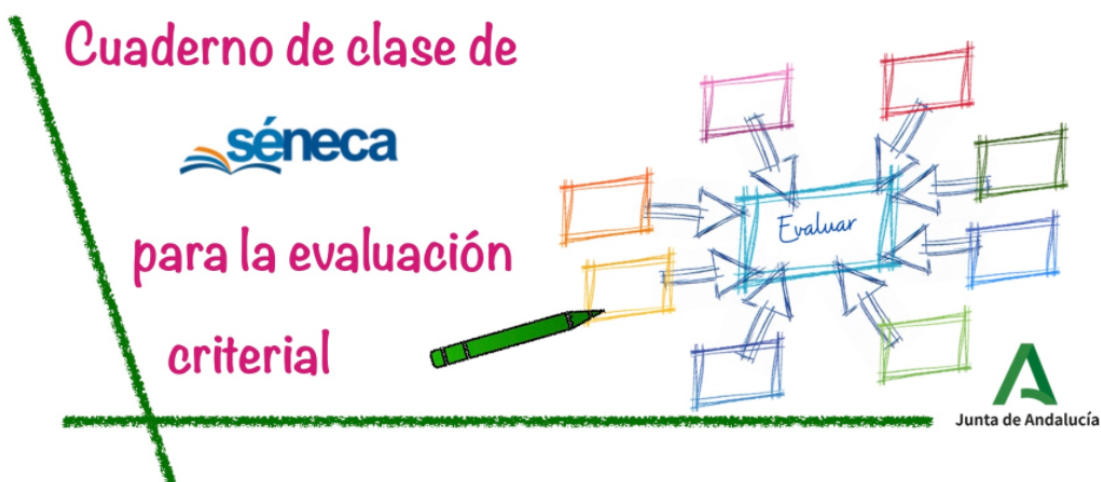 Cuaderno de clase de
séneca
para la evaluación
criterial
Evaluar
Junta de Andalucía